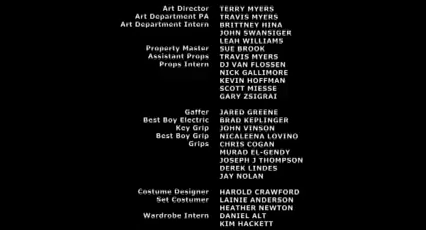 Art Director TERRY MYERS
Art Department PA TRAVIS MYERS
Art Department Intern BRITTNEY HINA
JOHN SWANSIGER
LEAH WILLIAMS
Property Master SUE BROOK
Assistant Props TRAVIS MYERS
Props Intern DJ VAN FLOSSEN
NICK GALLIMORE
KEVIN HOFFMAN
SCOTT MIESSE
GARY ZSIGRAI
Gaffer JARED GREENE
Best Boy Electric BRAD KEPLINGER
Key Grip JOHN VINSON
Best Boy Grip NICALEENA LOVINO
Grips CHRIS COGAN
MURAD EL-GENDY
JOSEPH J THOMPSON
DEREK LINDES
JAY NOLAN
Costume Designer HAROLD CRAWFORD
Set Costumer LAINIE ANDERSON
HEATHER NEWTON
Wardrobe Intern DANIEL ALT
KIM HACKETT